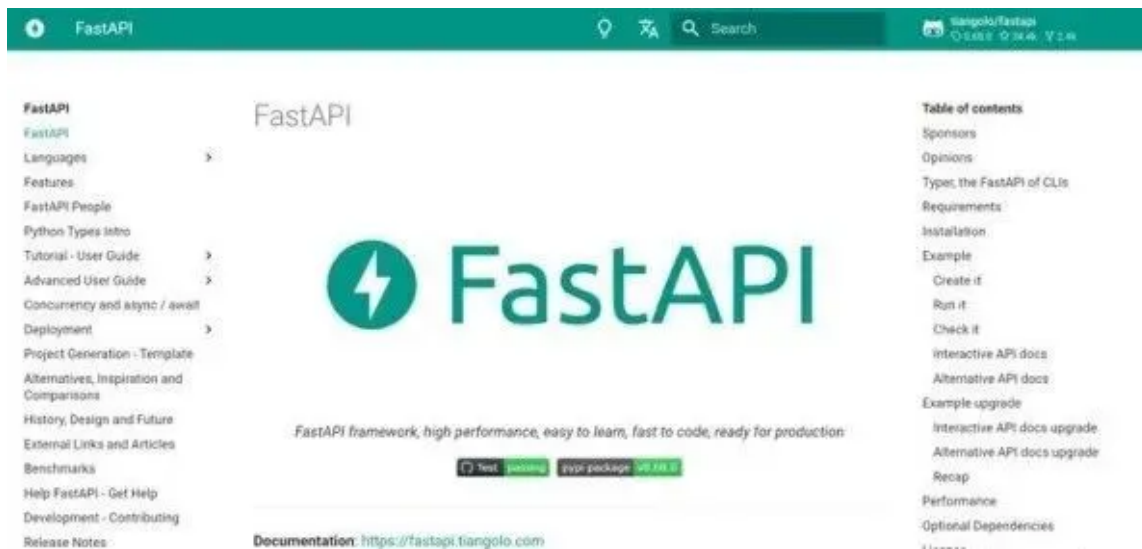 FastAPI
Search
tiangolo/fastapi
FastAPI
FastAPI
Languages
Features
FastAPI People
Python Types Intro
Tutorial - User Guide
Advanced User Guide
Concurrency and async / await
Deployment
Project Generation - Template
Alternatives, Inspiration and
Comparisons
History, Design and Future
External Links and Articles
Benchmarks
Help FastAPI - Get Help
Development - Contributing
Release Notes
FastAPI
FastAPI
FastAPI framework, high performance, easy to learn, fast to code, ready for production
Test passing pypi package
Documentation: https://fastapi.tiangolo.com
Table of contents
Sponsors
Opinions
Typer, the FastAPI of CLIs
Requirements
Installation
Example
Create it
Run it
Check it
Interactive API docs
Alternative API docs
Example upgrade
Interactive API docs upgrade
Alternative API docs upgrade
Recap
Performance
Optional Dependencies